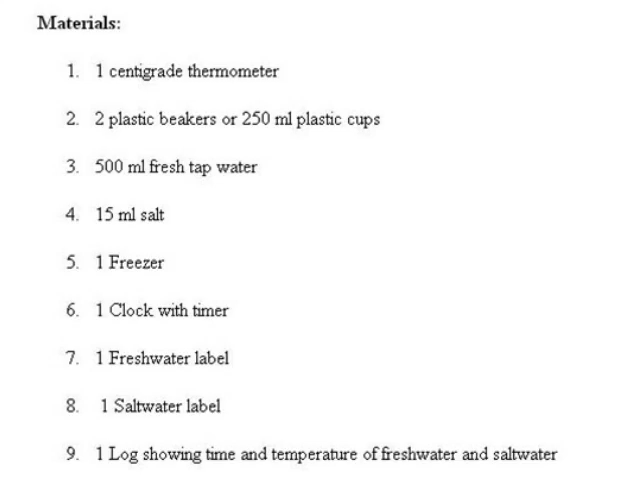 Materials:
1. 1 centigrade thermometer
2. 2 plastic beakers or 250 ml plastic cups
3. 500 ml fresh tap water
4. 15 ml salt
5. 1 Freezer
6. 1 Clock with timer
7. 1 Freshwater label
8. 1 Saltwater label
9. 1 Log showing time and temperature of freshwater and saltwater